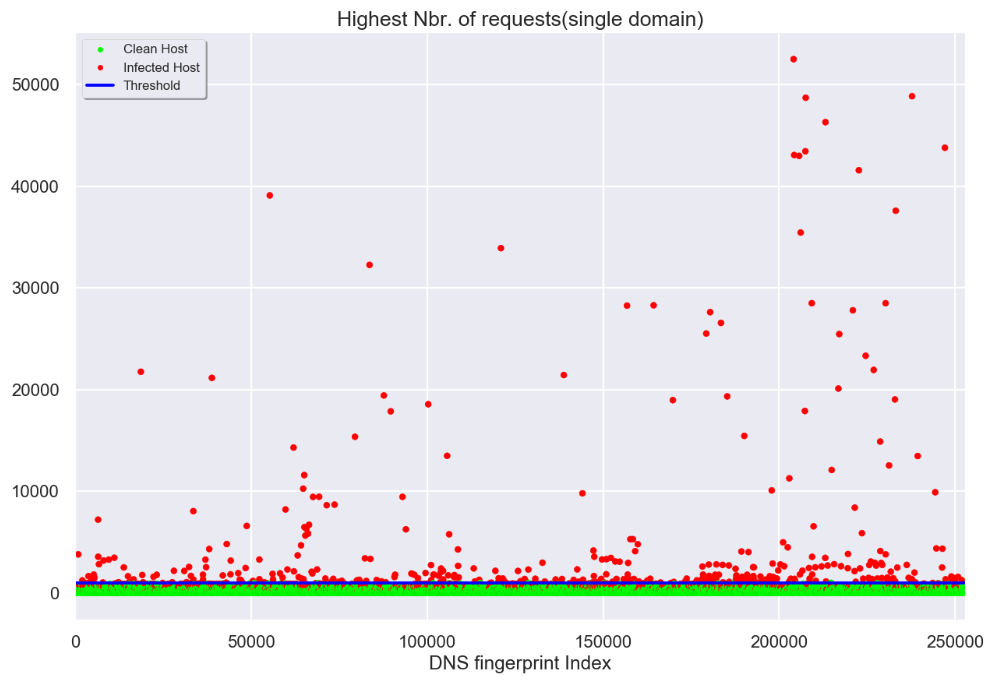 Highest Nbr. of requests(single domain)
Clean Host
Infected Host
Threshold
50000
40000
30000
20000
10000
0
0 50000 100000 150000 200000 250000
DNS fingerprint Index